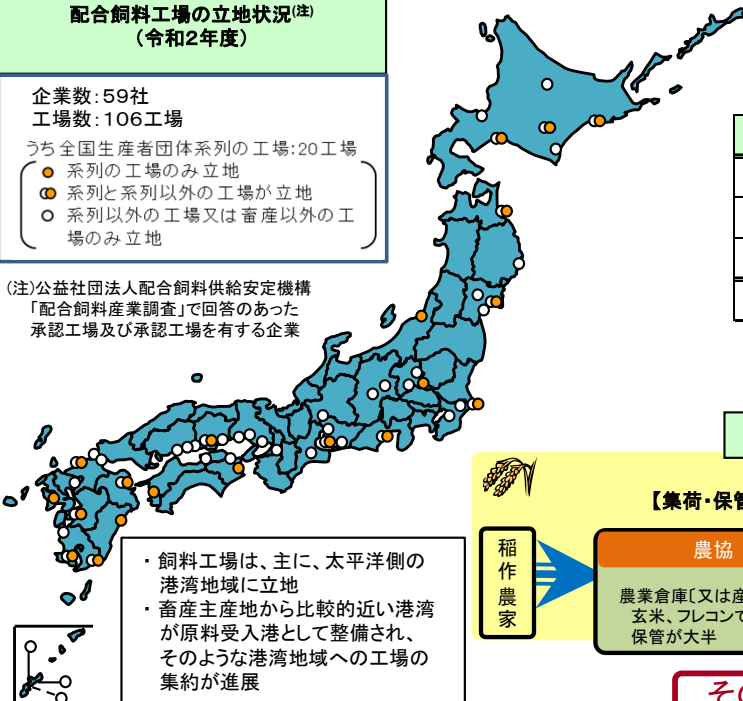 配合飼料工場の立地状況(注)
（令和2年度）
企業数：59社
工場数：106工場
うち全国生産者団体系列の工場：20工場
系列の工場のみ立地
系列と系列以外の工場が立地
系列以外の工場又は畜産以外の工
場のみ立地
(注)公益社団法人配合飼料供給安定機構
「配合飼料産業調査」で回答のあった
承認工場及び承認工場を有する企業
・飼料工場は、主に、太平洋側の
港湾地域に立地
・畜産主産地から比較的近い港湾
が原料受入港として整備され、
そのような港湾地域への工場の
集約が進展
【集荷・保管
稲作農家
農協
農業倉庫〔又は産
玄米、フレコンで
保管が大半
その